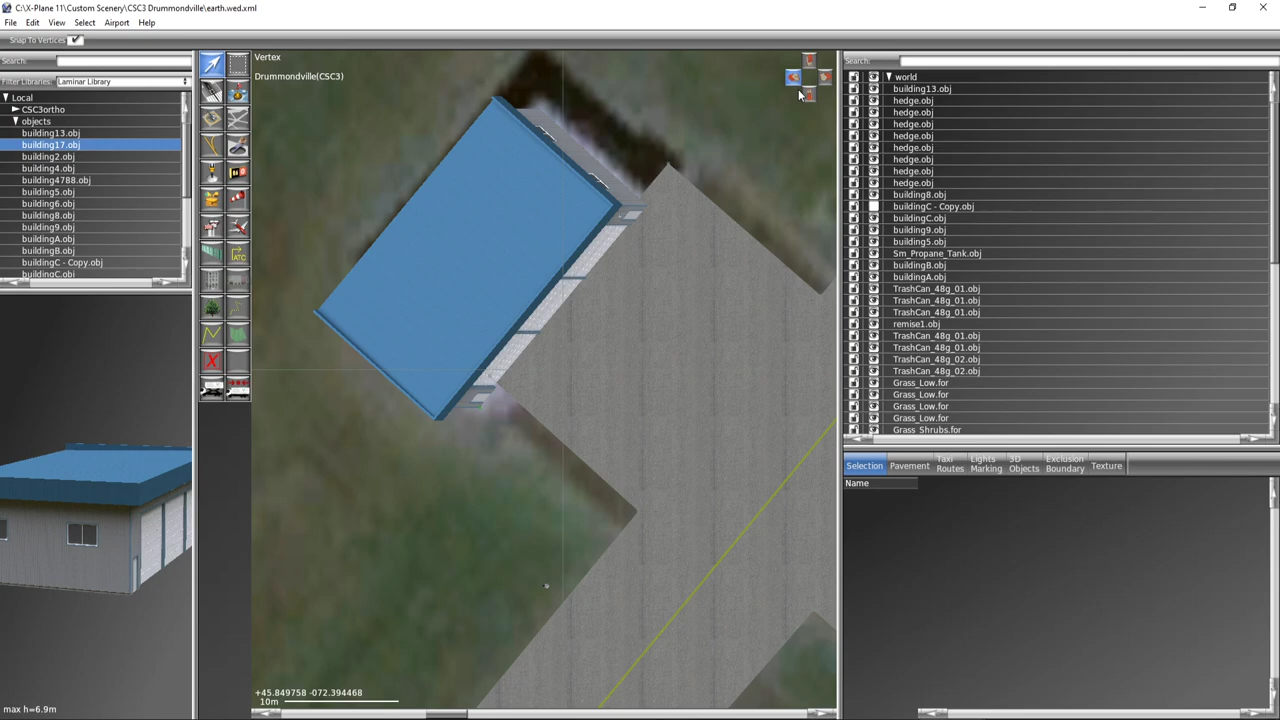 C:\X-Plane 11\Custom Scenery\CSC3 Drummondville\earth.wed.xml
File Edit View Select Airport Help
Snap To Vertices
Search:
Filter Libraries: Laminar Library
Local
CSC3ortho
objects
building13.obj
building17.obj
building2.obj
building4.obj
building4788.obj
building5.obj
building6.obj
building8.obj
building9.obj
buildingA.obj
buildingB.obj
buildingC - Copy.obj
buildingC.obj
max h=6.9m
ATC
Vertex
Drummondville(CSC3)
+45.849758 -072.394468
10m
Search:
world
building13.obj
hedge.obj
hedge.obj
hedge.obj
hedge.obj
hedge.obj
hedge.obj
hedge.obj
hedge.obj
building8.obj
buildingC - Copy.obj
buildingC.obj
building9.obj
building5.obj
Sm_Propane_Tank.obj
buildingB.obj
buildingA.obj
TrashCan_48g_01.obj
TrashCan_48g_01.obj
TrashCan_48g_01.obj
remise1.obj
TrashCan_48g_01.obj
TrashCan_48g_01.obj
TrashCan_48g_02.obj
TrashCan_48g_02.obj
Grass_Low.for
Grass_Low.for
Grass_Low.for
Grass_Low.for
Grass_Shrubs.for
Selection Pavement Taxi Routes Lights Marking 3D Objects Exclusion Boundary Texture
Name